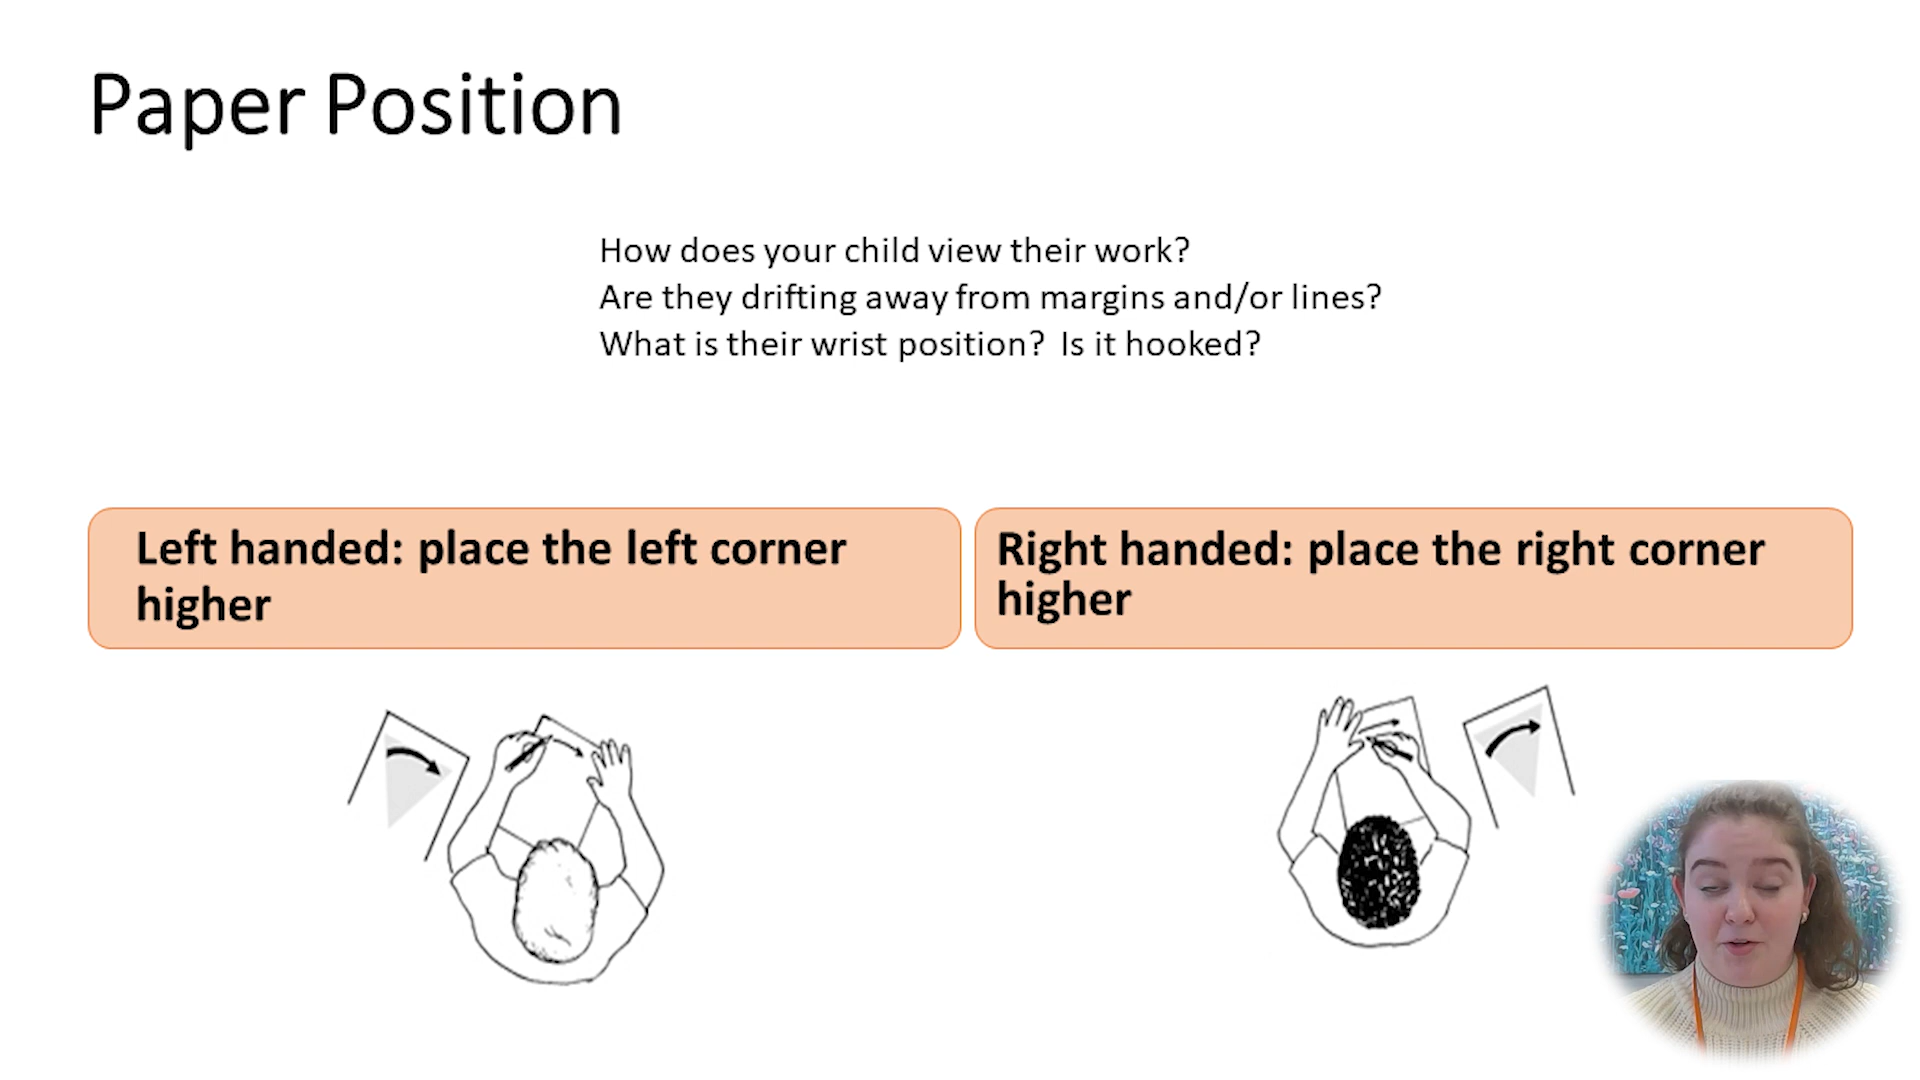 Paper Position
How does your child view their work?
Are they drifting away from margins and/or lines?
What is their wrist position?  Is it hooked?
Left handed: place the left corner
higher
Right handed: place the right corner
higher